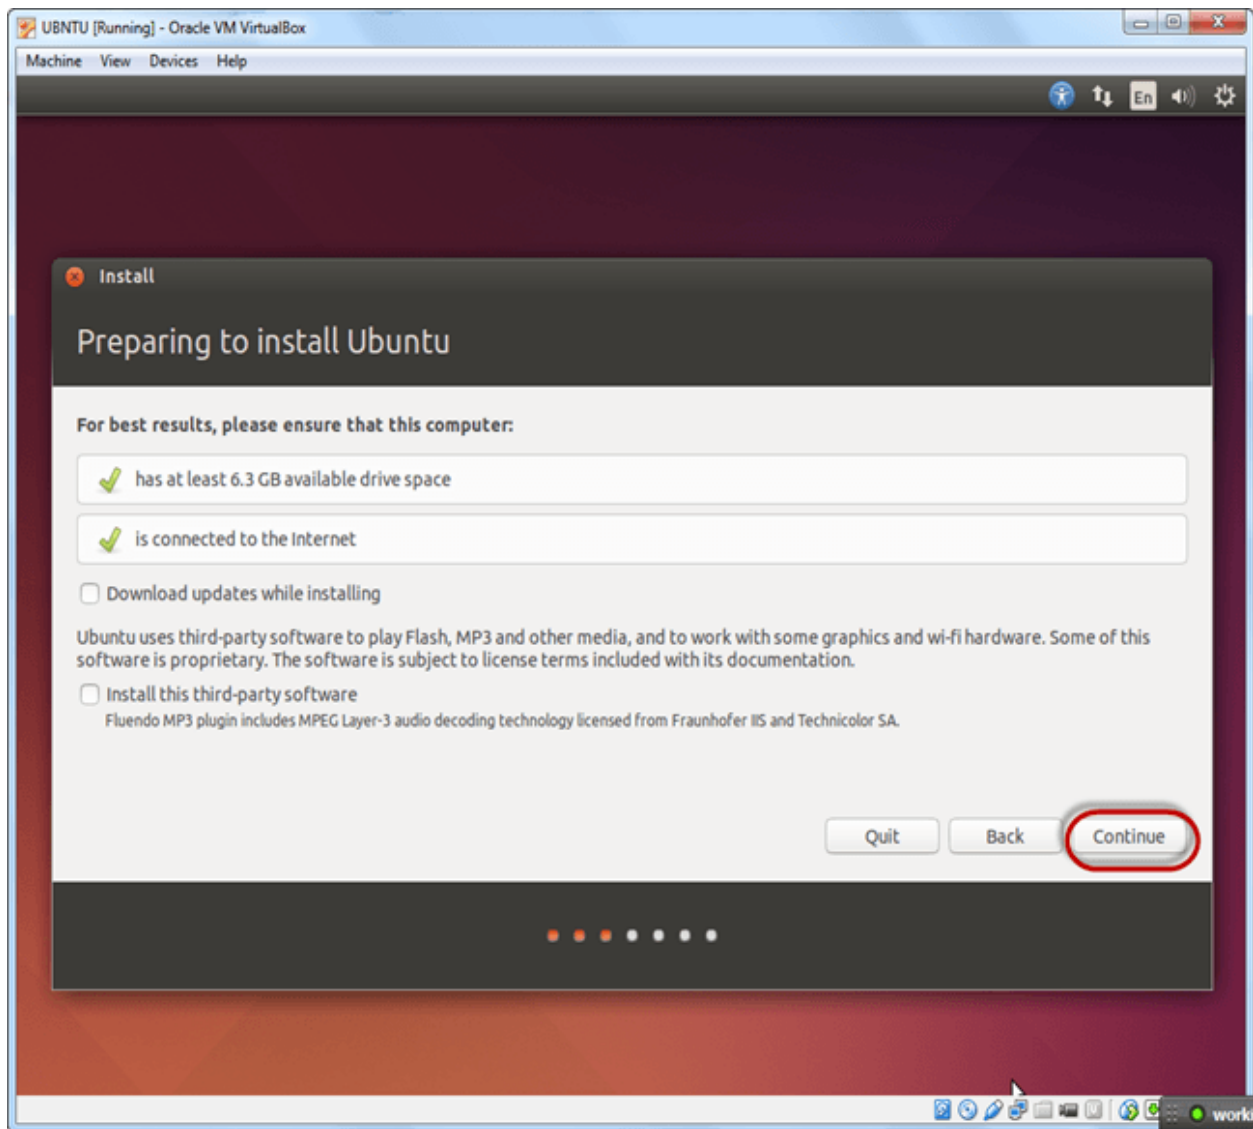 UBNTU [Running] - Oracle VM VirtualBox
Machine View Devices Help
En
Install
Preparing to install Ubuntu
For best results, please ensure that this computer:
has at least 6.3 GB available drive space
is connected to the Internet
Download updates while installing
Ubuntu uses third-party software to play Flash, MP3 and other media, and to work with some graphics and wi-fi hardware. Some of this
software is proprietary. The software is subject to license terms included with its documentation.
Install this third-party software
Fluendo MP3 plugin includes MPEG Layer-3 audio decoding technology licensed from Fraunhofer IIS and Technicolor SA.
Quit Back Continue
worki